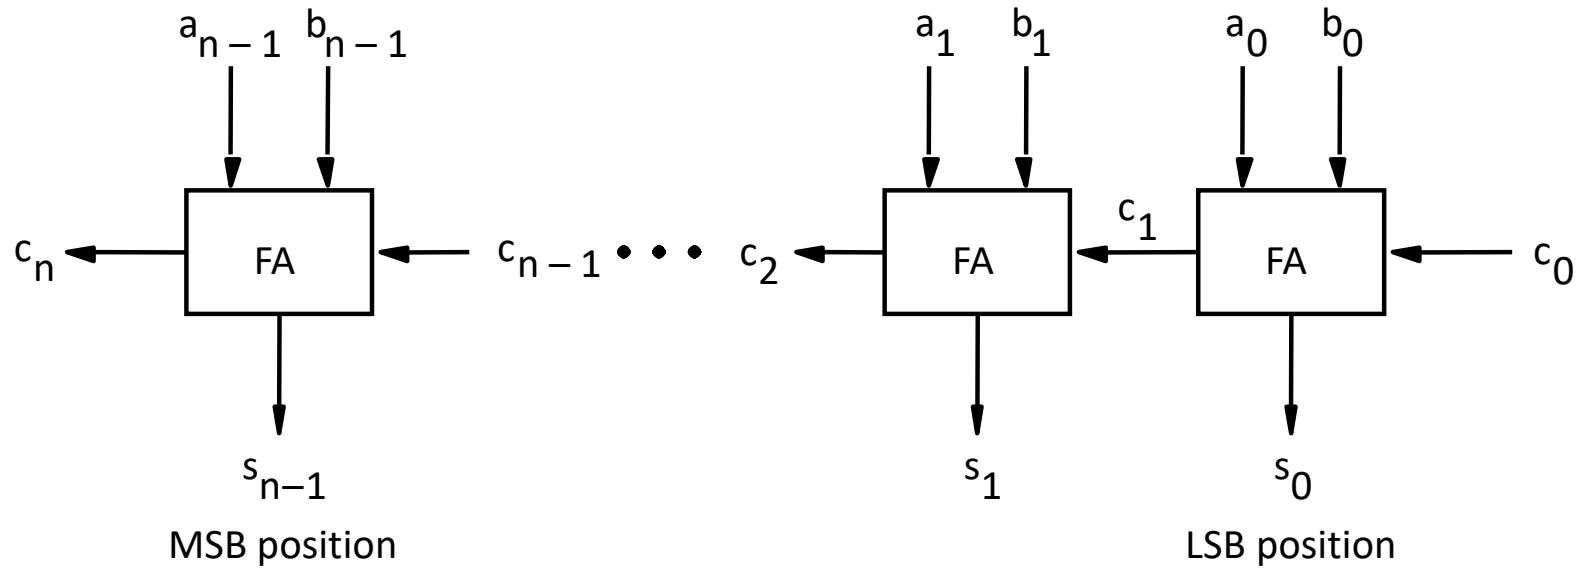 a_{n – 1} b_{n – 1} a_1 b_1 a_0 b_0
c_1
c_n FA c_{n – 1} • • • c_2 FA FA c_0
s_{n–1} s_1 s_0
MSB position LSB position